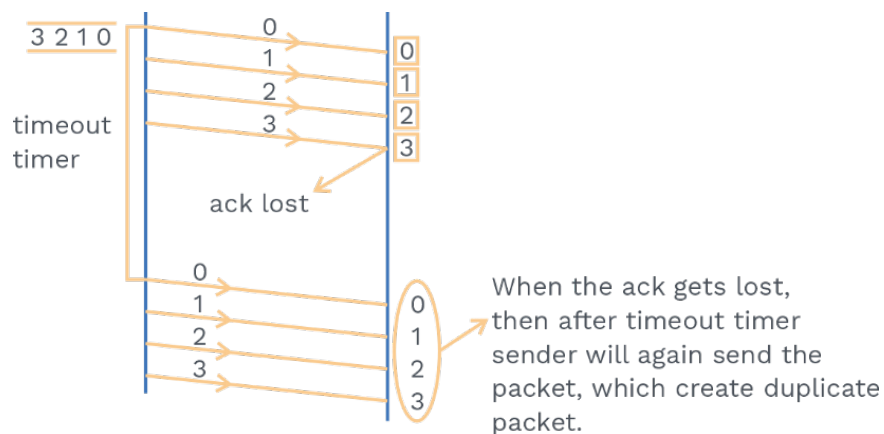 3 2 1 0
0
1
2
3
0
1
2
3
timeout
timer
ack lost
0
1
2
3
0
1
2
3
When the ack gets lost,
then after timeout timer
sender will again send the
packet, which create duplicate
packet.